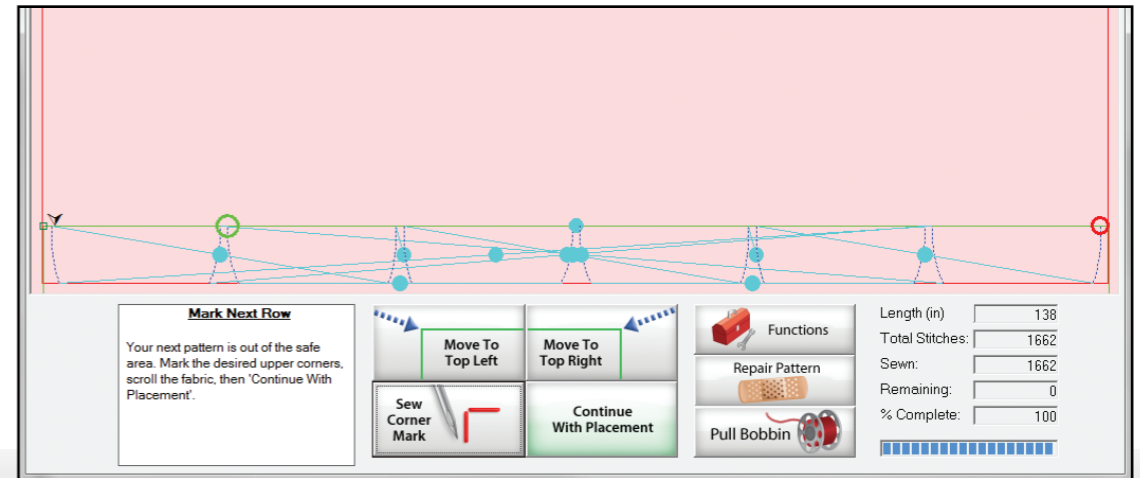 Mark Next Row
Your next pattern is out of the safe
area. Mark the desired upper corners,
scroll the fabric, then 'Continue With
Placement'.
Move To
Top Left
Move To
Top Right
Sew
Corner
Mark
Continue
With Placement
Functions
Repair Pattern
Pull Bobbin
Length (in) 138
Total Stitches: 1662
Sewn: 1662
Remaining: 0
% Complete: 100